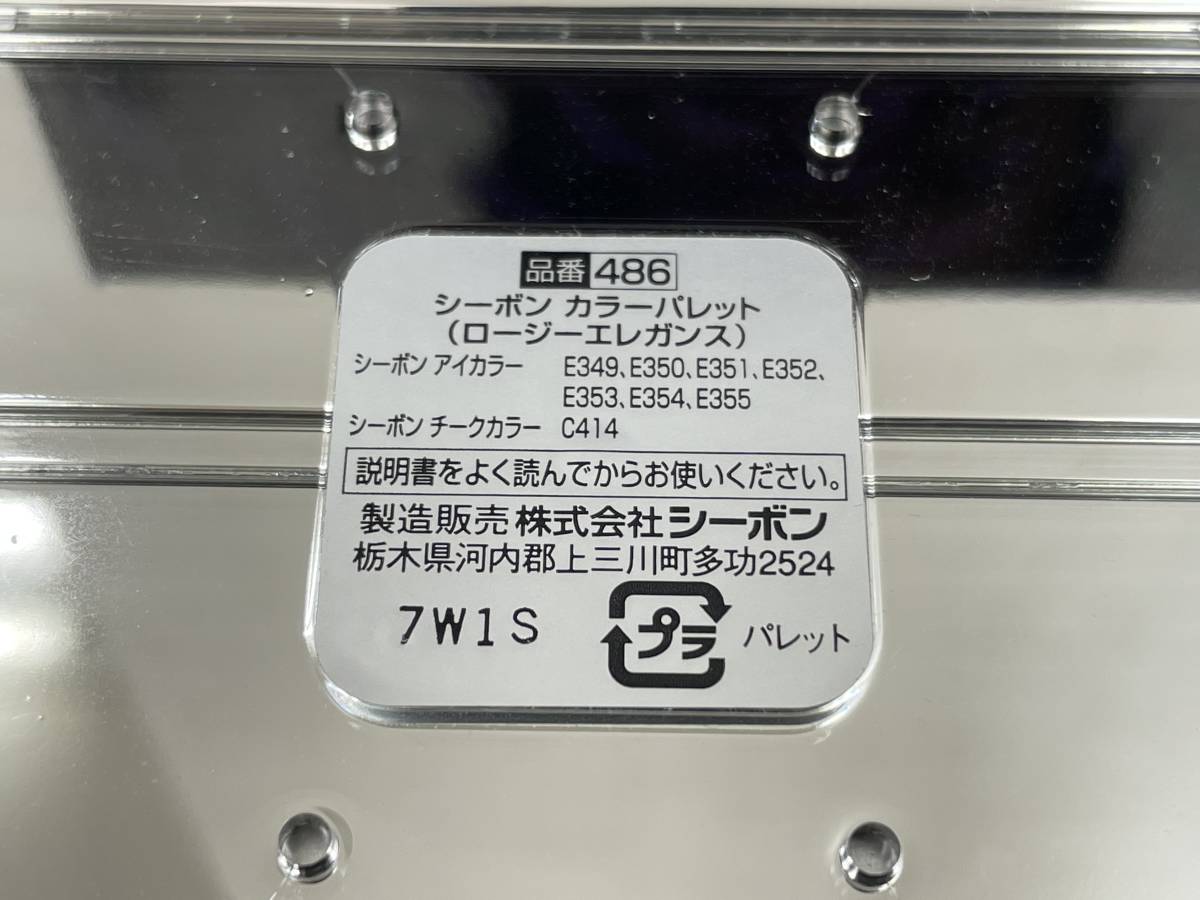 品番 486
シーボン カラーパレット
(ロージーエレガンス)
シーボン アイカラー E349、E350、E351、E352、
E353、E354、E355
シーボン チークカラー C414
説明書をよく読んでからお使いください。
製造販売 株式会社 シーボン
栃木県河内郡上三川町多功2524
7W1S プラ パレット